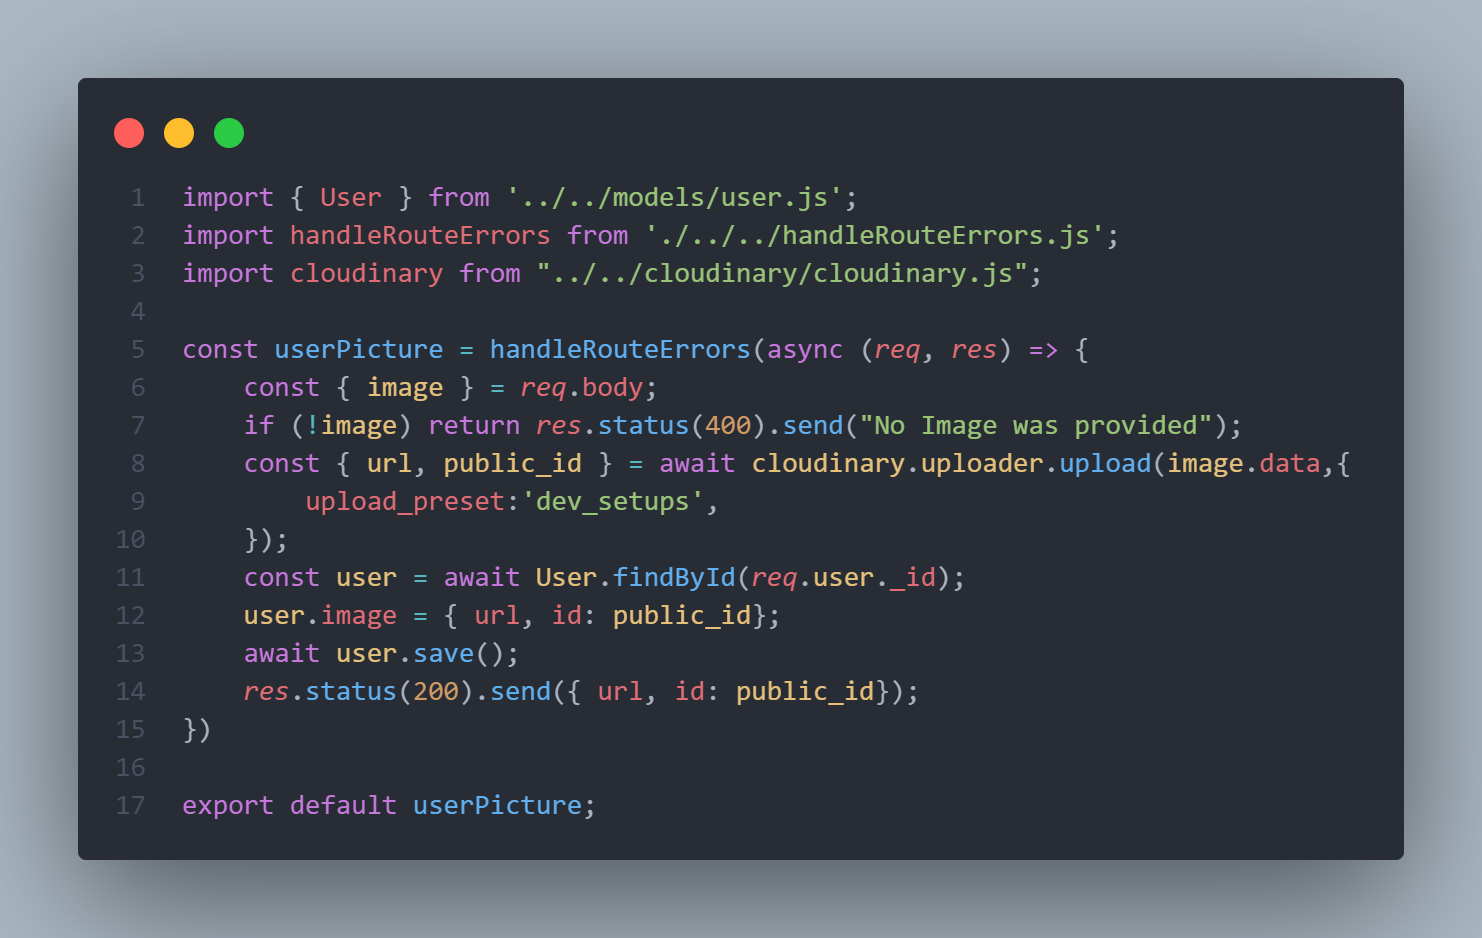 1 import { User } from '../../models/user.js';
2 import handleRouteErrors from './../../handleRouteErrors.js';
3 import cloudinary from "../../cloudinary/cloudinary.js";
4
5 const userPicture = handleRouteErrors(async (req, res) => {
6     const { image } = req.body;
7     if (!image) return res.status(400).send("No Image was provided");
8     const { url, public_id } = await cloudinary.uploader.upload(image.data,{
9         upload_preset:'dev_setups',
10     });
11     const user = await User.findById(req.user._id);
12     user.image = { url, id: public_id};
13     await user.save();
14     res.status(200).send({ url, id: public_id});
15 })
16
17 export default userPicture;